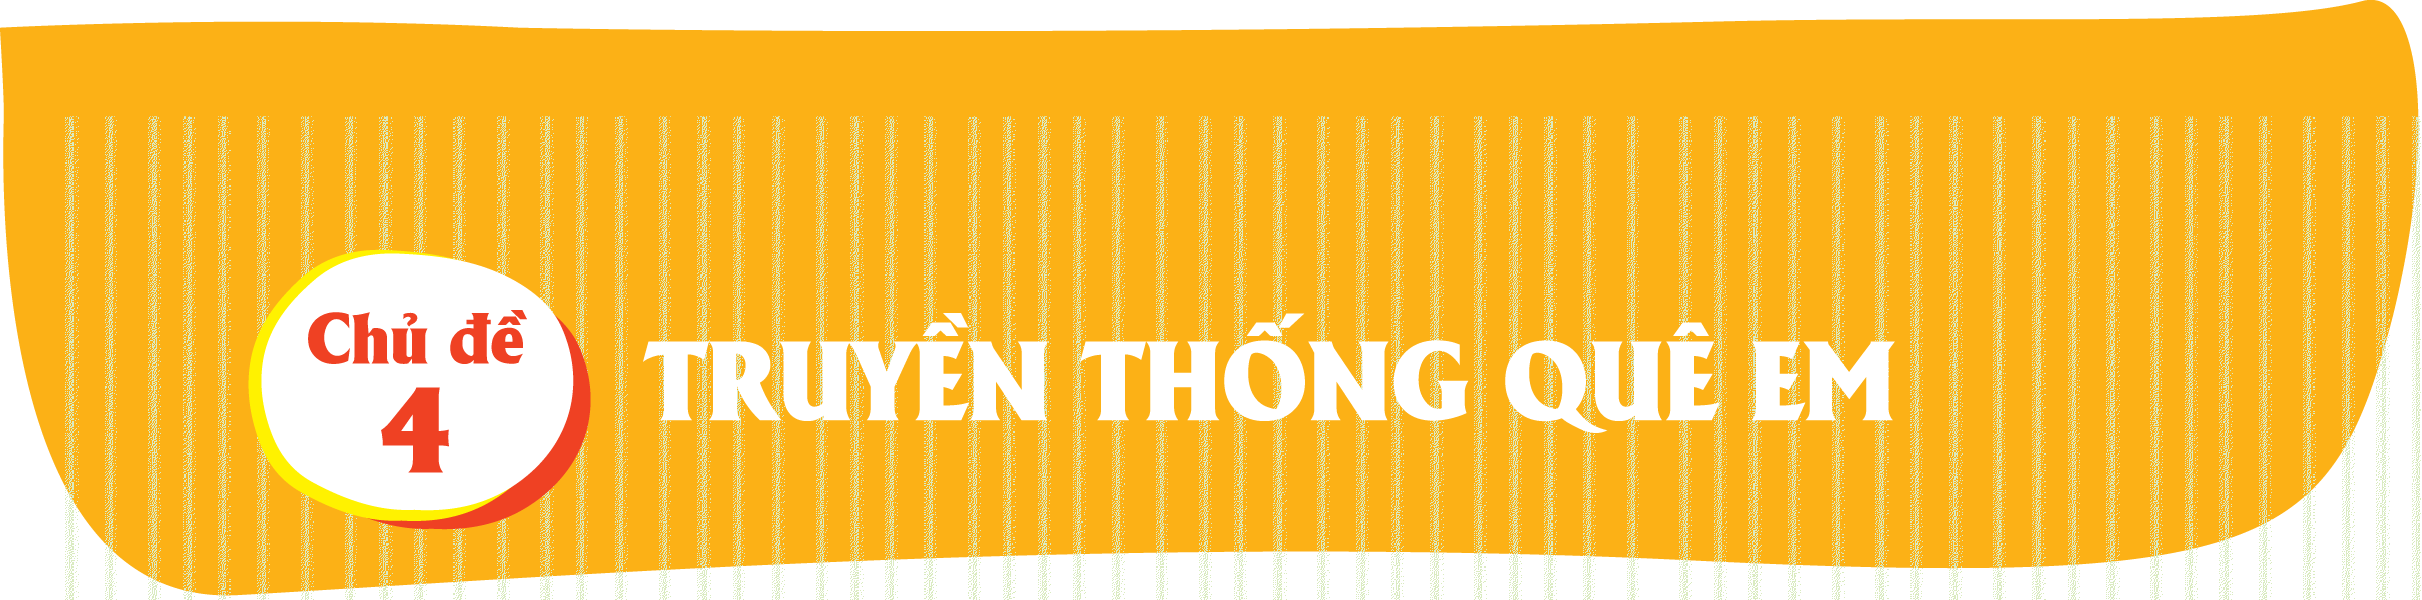 Chủ đề
4
TRUYỀN THỐNG QUÊ EM